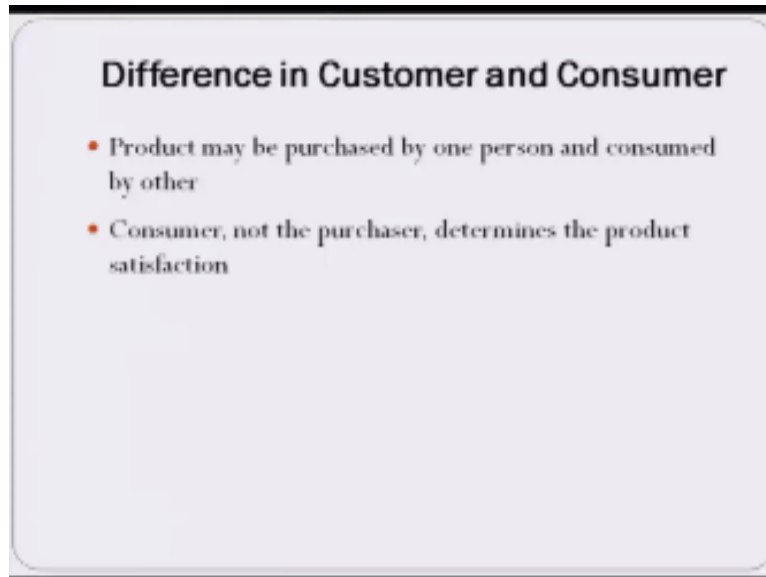 Difference in Customer and Consumer
• Product may be purchased by one person and consumed
by other
• Consumer, not the purchaser, determines the product
satisfaction